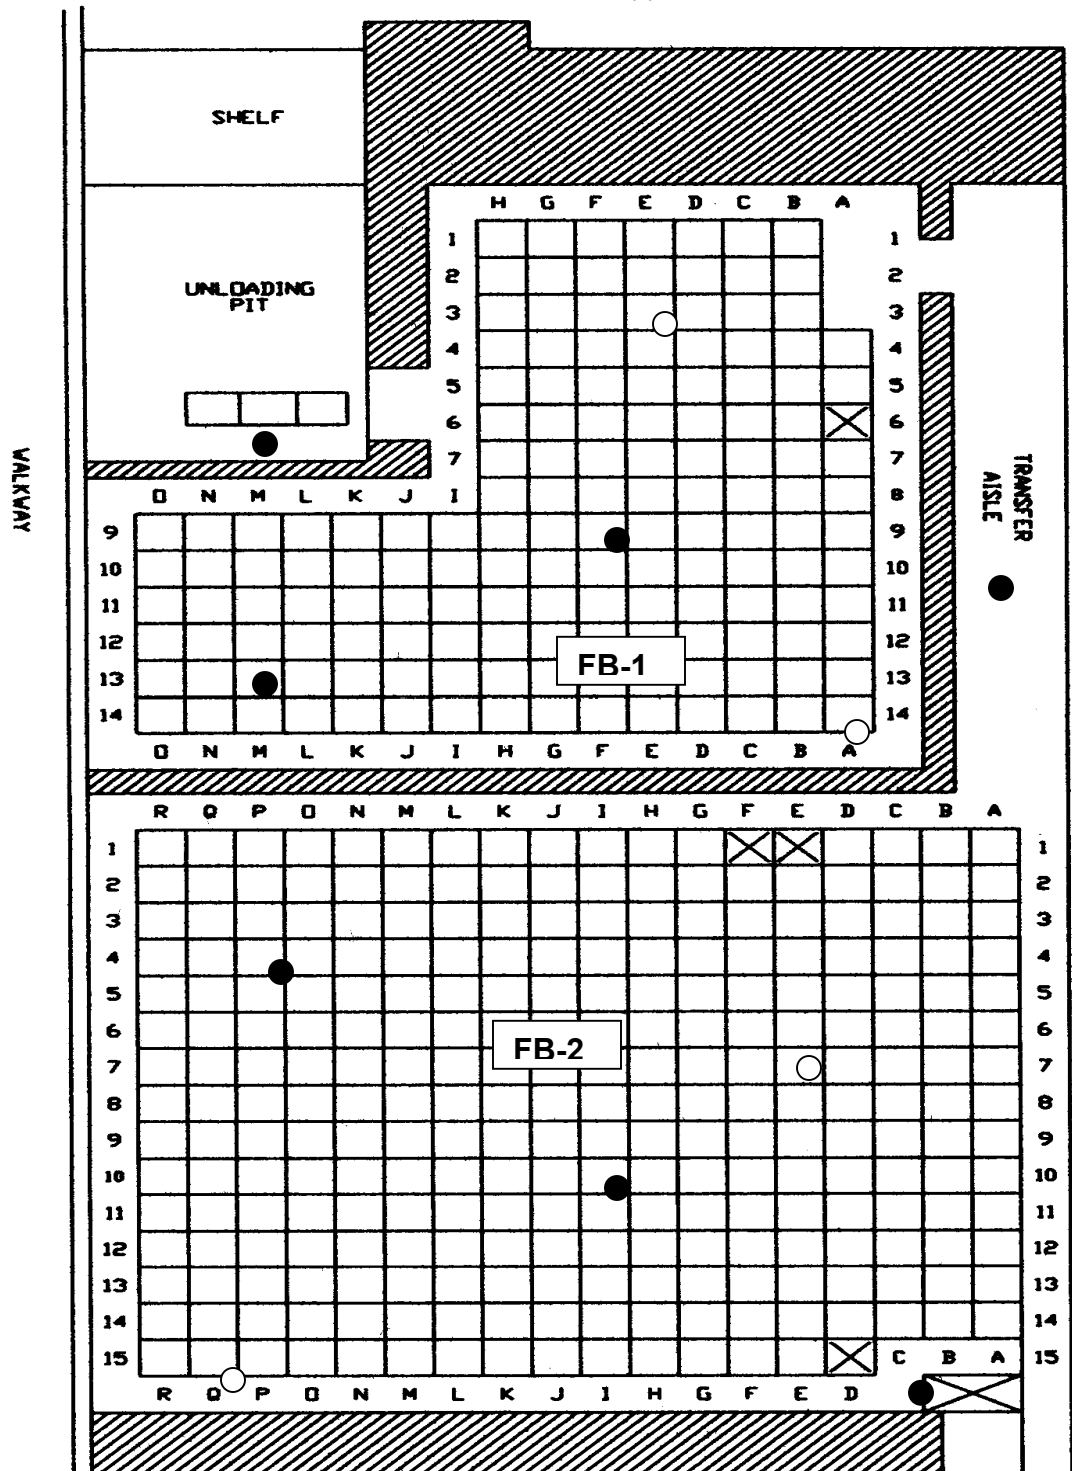 SHELF
H G F E D C B A
1 1
2 2
UNLOADING
PIT
3 3
4 4
5 5
6 6
7 7
WALKWAY
TRANSFER
AISLE
O N M L K J I 8 8
9 9
10 10
11 11
12 12
FB-1
13 13
14 14
O N M L K J I H G F E D C B A
R Q P O N M L K J I H G F E D C B A
1 1
2 2
3 3
4 4
5 5
6 6
FB-2
7 7
8 8
9 9
10 10
11 11
12 12
13 13
14 14
15 C B A 15
R Q P O N M L K J I H G F E D